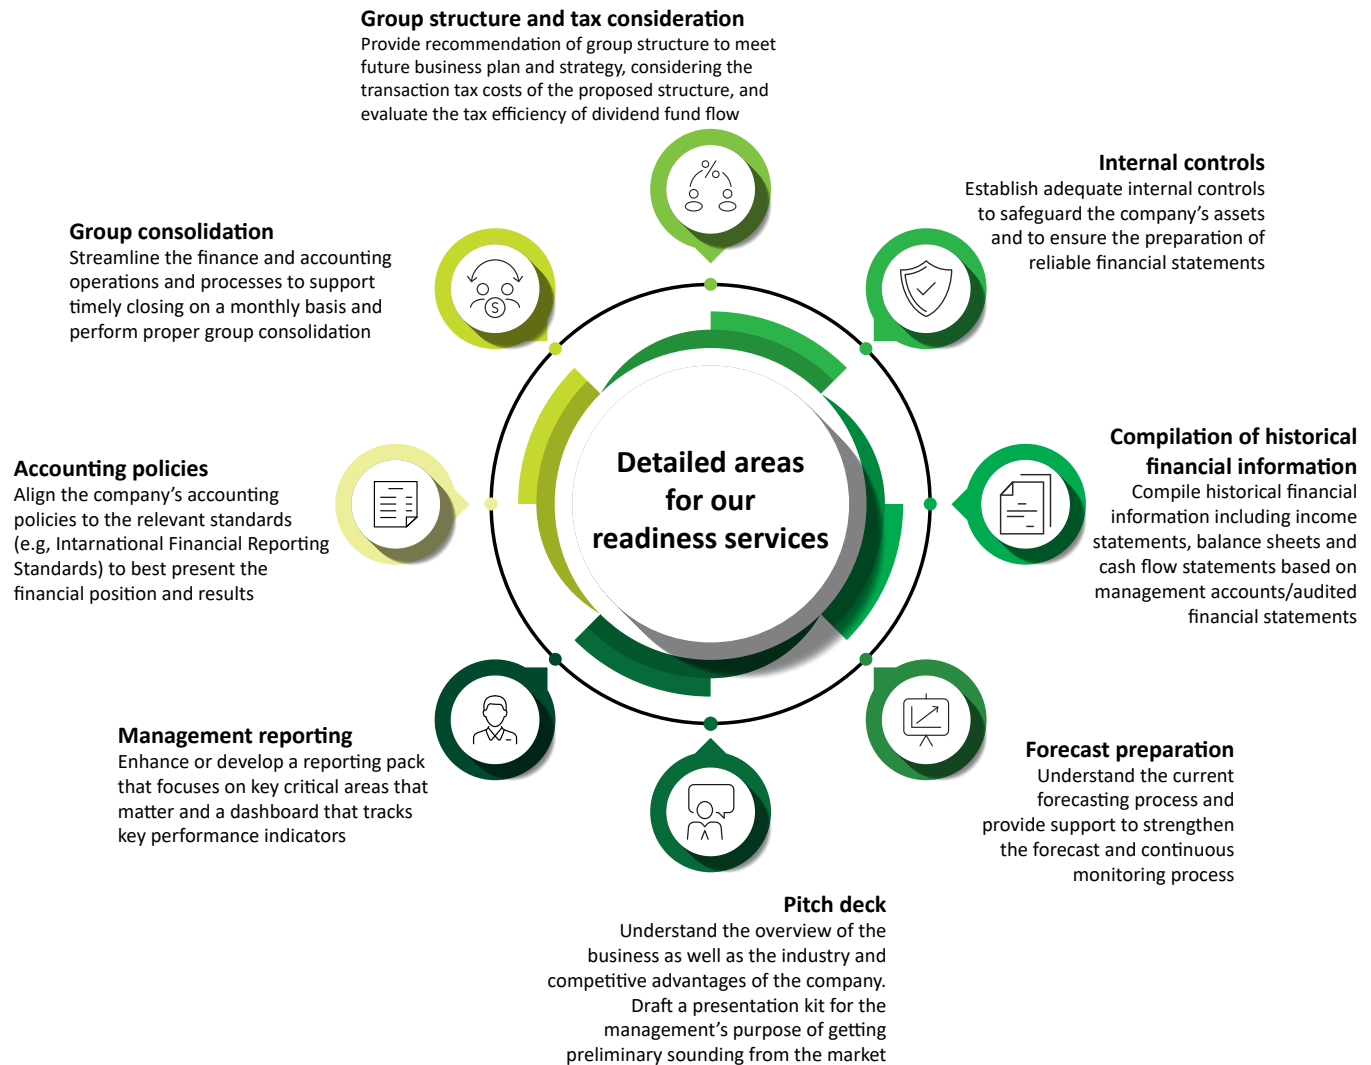 Group structure and tax consideration
Provide recommendation of group structure to meet
future business plan and strategy, considering the
transaction tax costs of the proposed structure, and
evaluate the tax efficiency of dividend fund flow
Internal controls
Establish adequate internal controls
to safeguard the company's assets
and to ensure the preparation of
reliable financial statements
Compilation of historical
financial information
Compile historical financial
information including income
statements, balance sheets and
cash flow statements based on
management accounts/audited
financial statements
Forecast preparation
Understand the current
forecasting process and
provide support to strengthen
the forecast and continuous
monitoring process
Pitch deck
Understand the overview of the
business as well as the industry and
competitive advantages of the company.
Draft a presentation kit for the
management's purpose of getting
preliminary sounding from the market
Management reporting
Enhance or develop a reporting pack
that focuses on key critical areas that
matter and a dashboard that tracks
key performance indicators
Accounting policies
Align the company's accounting
policies to the relevant standards
(e.g, International Financial Reporting
Standards) to best present the
financial position and results
Group consolidation
Streamline the finance and accounting
operations and processes to support
timely closing on a monthly basis and
perform proper group consolidation
Detailed areas
for our
readiness services
%
S